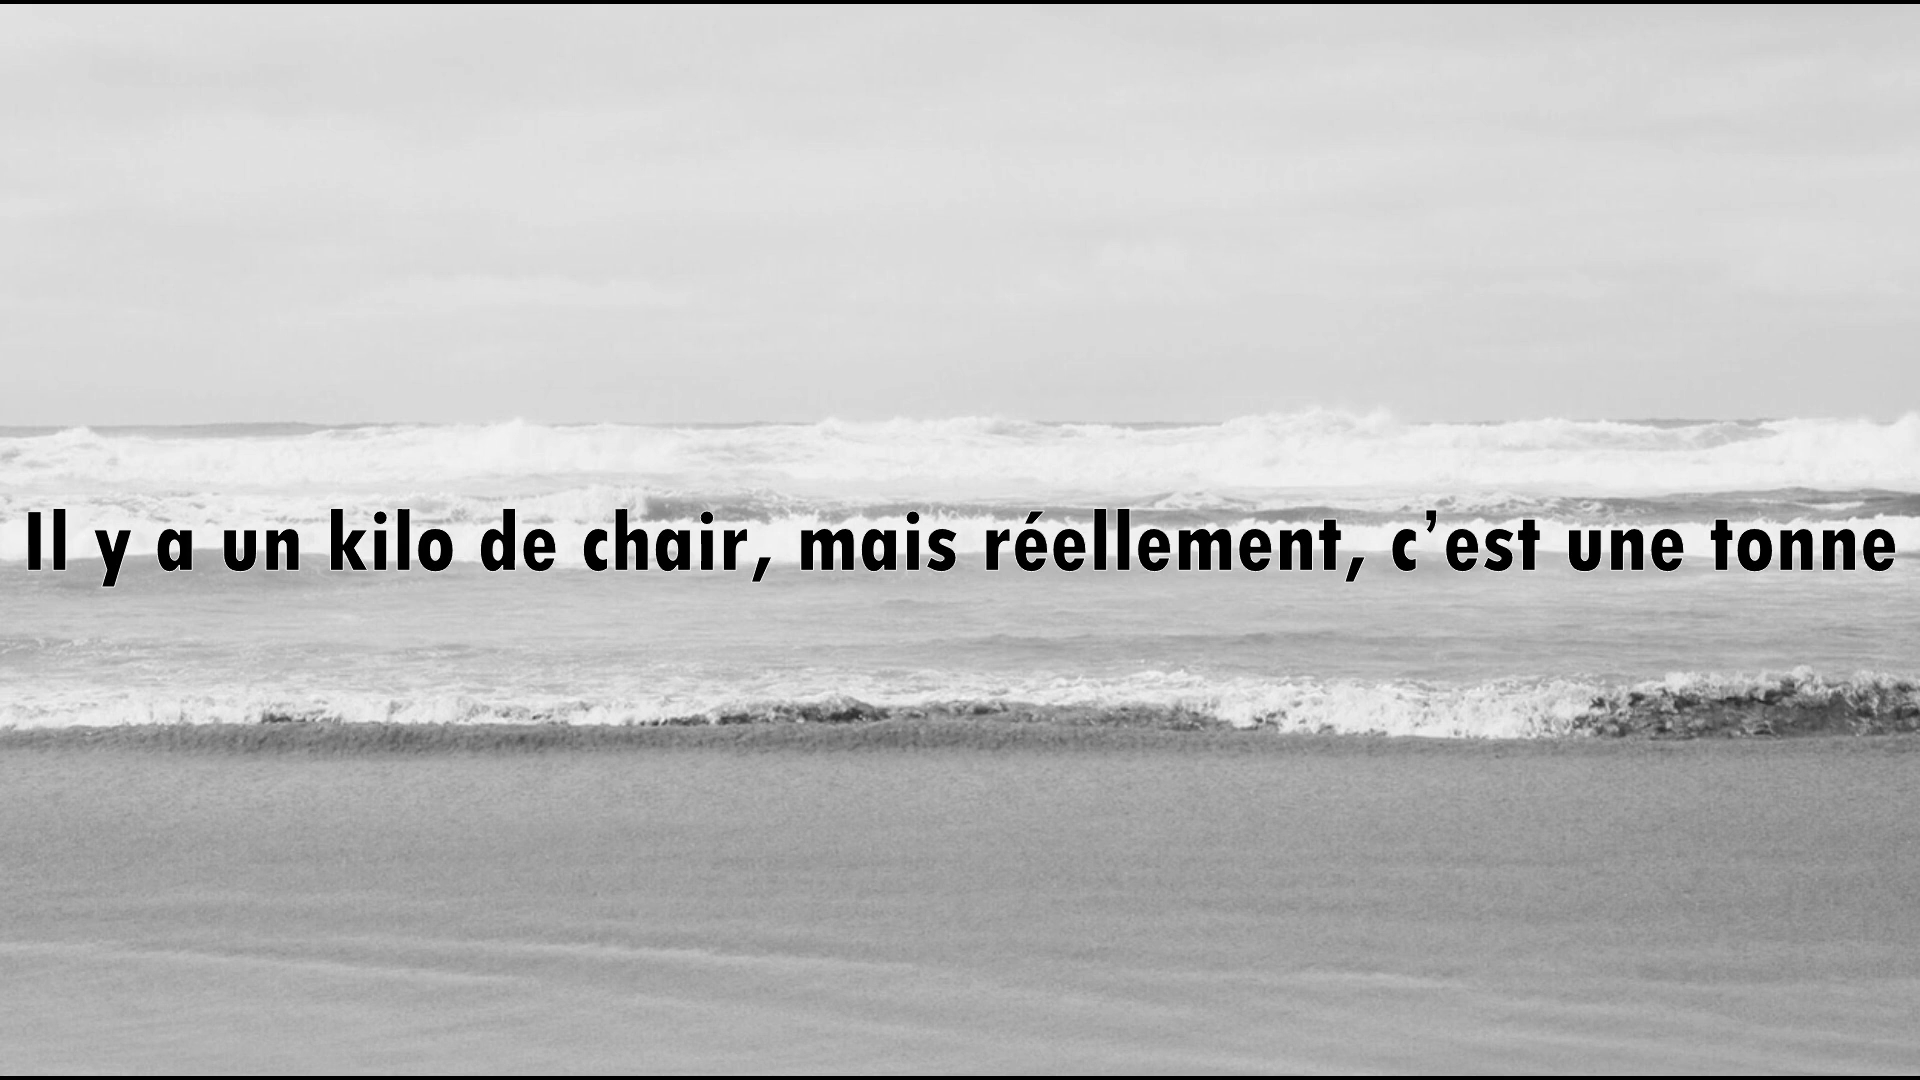 Il y a un kilo de chair, mais réellement, c’est une tonne